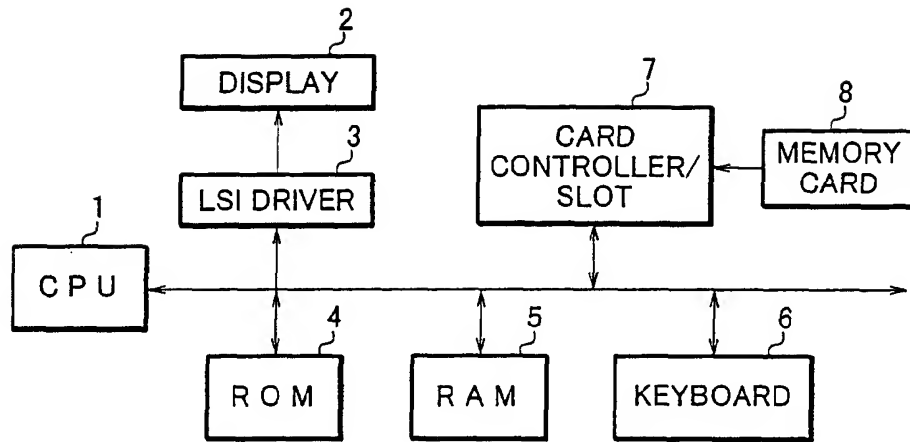 2
DISPLAY
3
LSI DRIVER
1
CPU
7
CARD
CONTROLLER/
SLOT
8
MEMORY
CARD
4
ROM
5
RAM
6
KEYBOARD